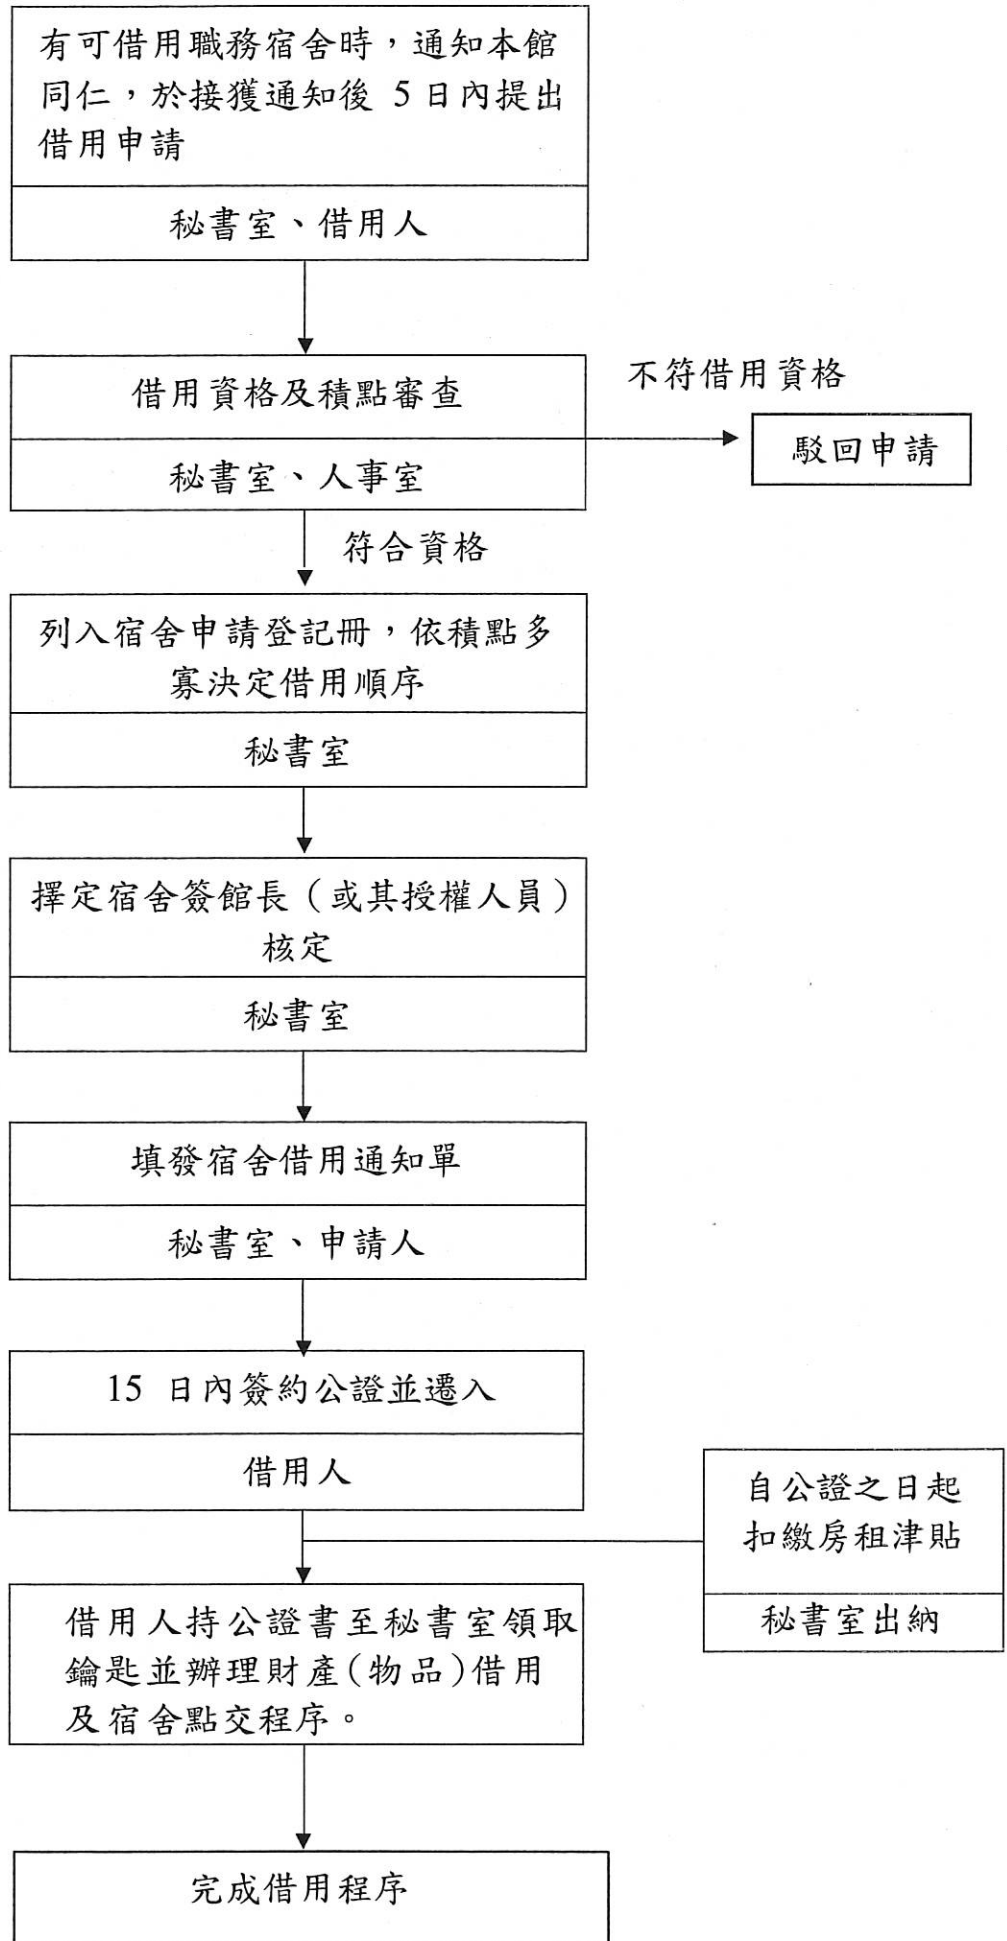 有可借用職務宿舍時，通知本館
同仁，於接獲通知後 5 日內提出
借用申請
秘書室、借用人
借用資格及積點審查
秘書室、人事室
不符借用資格
駁回申請
符合資格
列入宿舍申請登記冊，依積點多
寡決定借用順序
秘書室
擇定宿舍簽館長（或其授權人員）
核定
秘書室
填發宿舍借用通知單
秘書室、申請人
15 日內簽約公證並遷入
借用人
自公證之日起
扣繳房租津貼
秘書室出納
借用人持公證書至秘書室領取
鑰匙並辦理財產(物品)借用
及宿舍點交程序。
完成借用程序